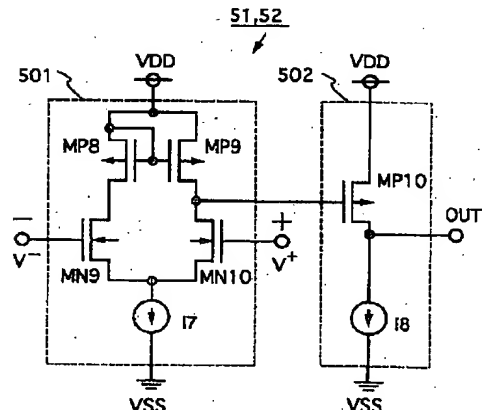 51,52
501
VDD
502
VDD
MP8
MP9
MP10
−
+
OUT
V−
MN9
MN10
V+
I7
I8
VSS
VSS